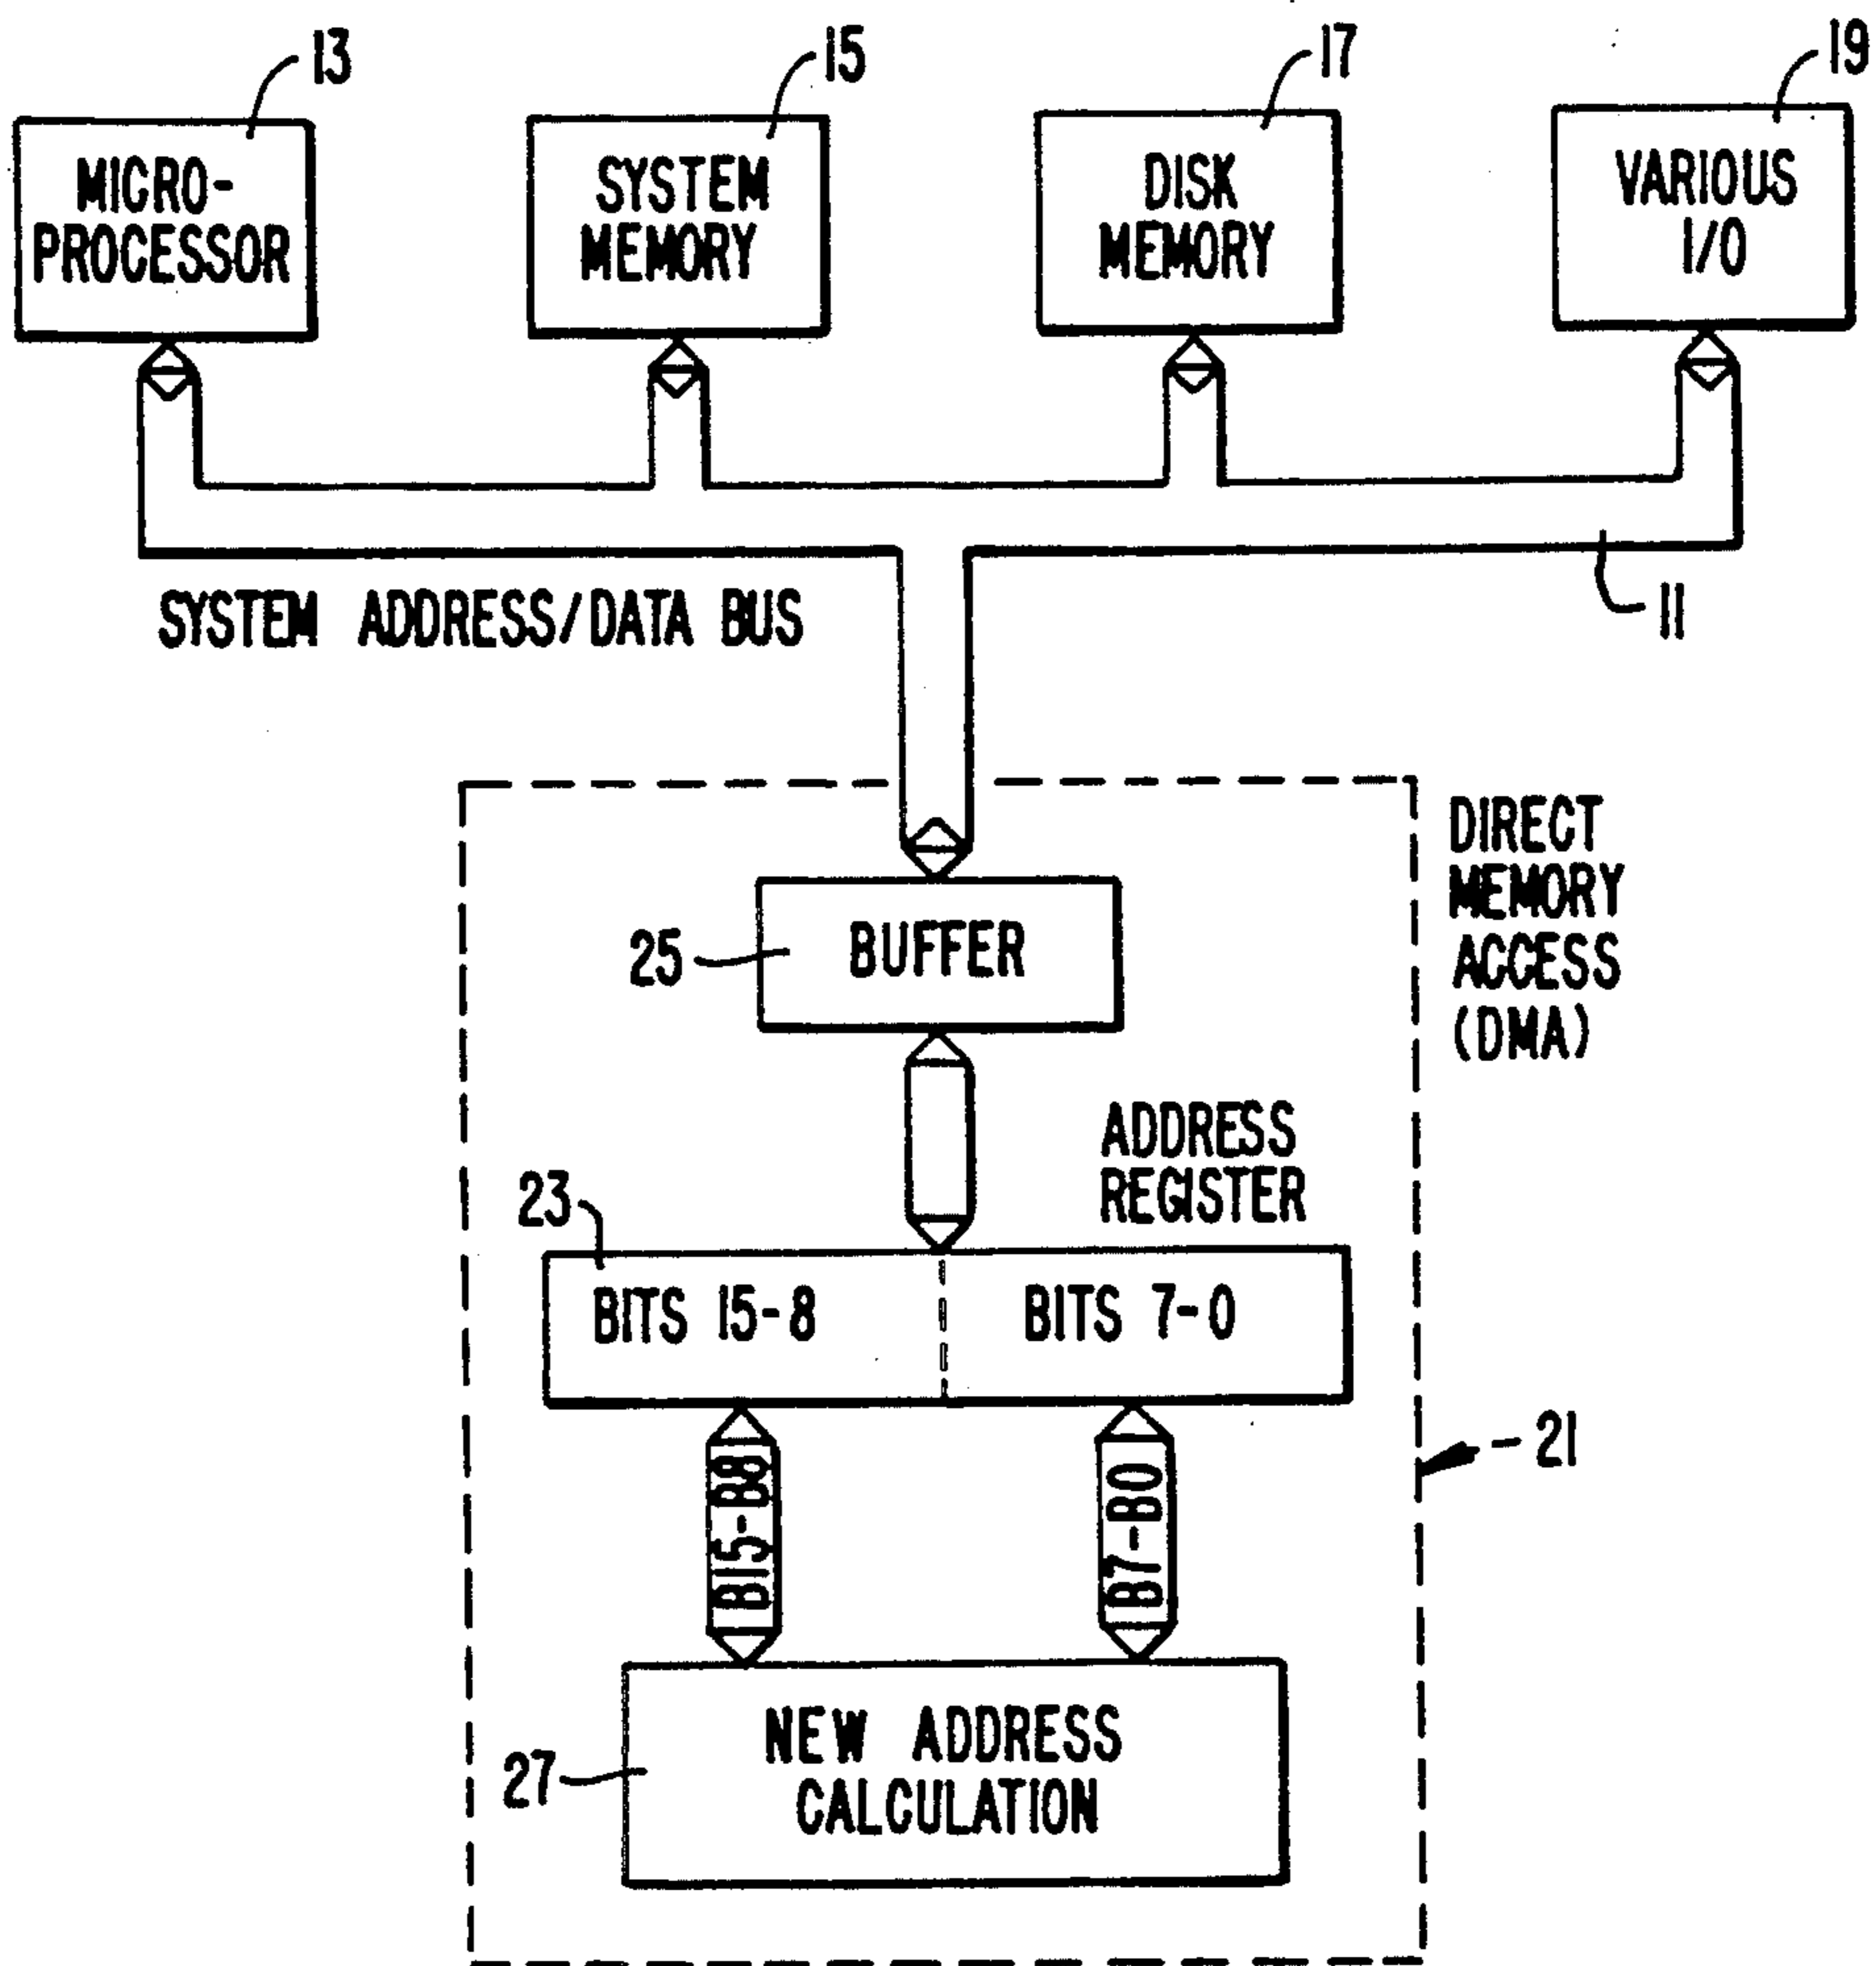 13
15
17
19
MICRO-
PROCESSOR
SYSTEM
MEMORY
DISK
MEMORY
VARIOUS
I/O
SYSTEM ADDRESS/DATA BUS
11
DIRECT
MEMORY
ACCESS
(DMA)
25
BUFFER
ADDRESS
REGISTER
23
BITS 15-8
BITS 7-0
B15-B8
B7-B0
21
NEW ADDRESS
CALCULATION
27